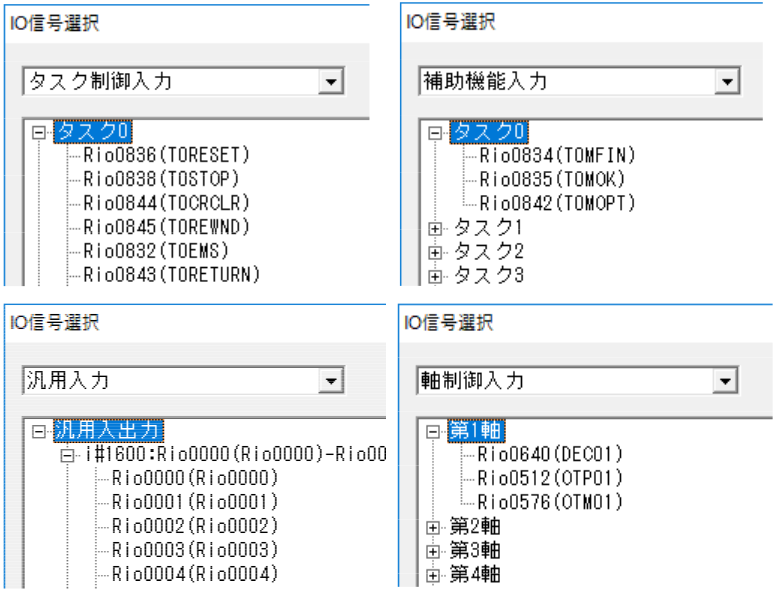 IO信号選択
タスク制御入力
タスク0
Rio0836(T0RESET)
Rio0838(T0STOP)
Rio0844(T0CRCLR)
Rio0845(T0REWND)
Rio0832(T0EMS)
Rio0843(T0RETURN)
IO信号選択
補助機能入力
タスク0
Rio0834(T0MFIN)
Rio0835(T0MOK)
Rio0842(T0MOPT)
タスク1
タスク2
タスク3
IO信号選択
汎用入力
汎用入出力
i#1600:Rio0000(Rio0000)-Rio00
Rio0000(Rio0000)
Rio0001(Rio0001)
Rio0002(Rio0002)
Rio0003(Rio0003)
Rio0004(Rio0004)
IO信号選択
軸制御入力
第1軸
Rio0640(DEC01)
Rio0512(OTP01)
Rio0576(OTM01)
第2軸
第3軸
第4軸